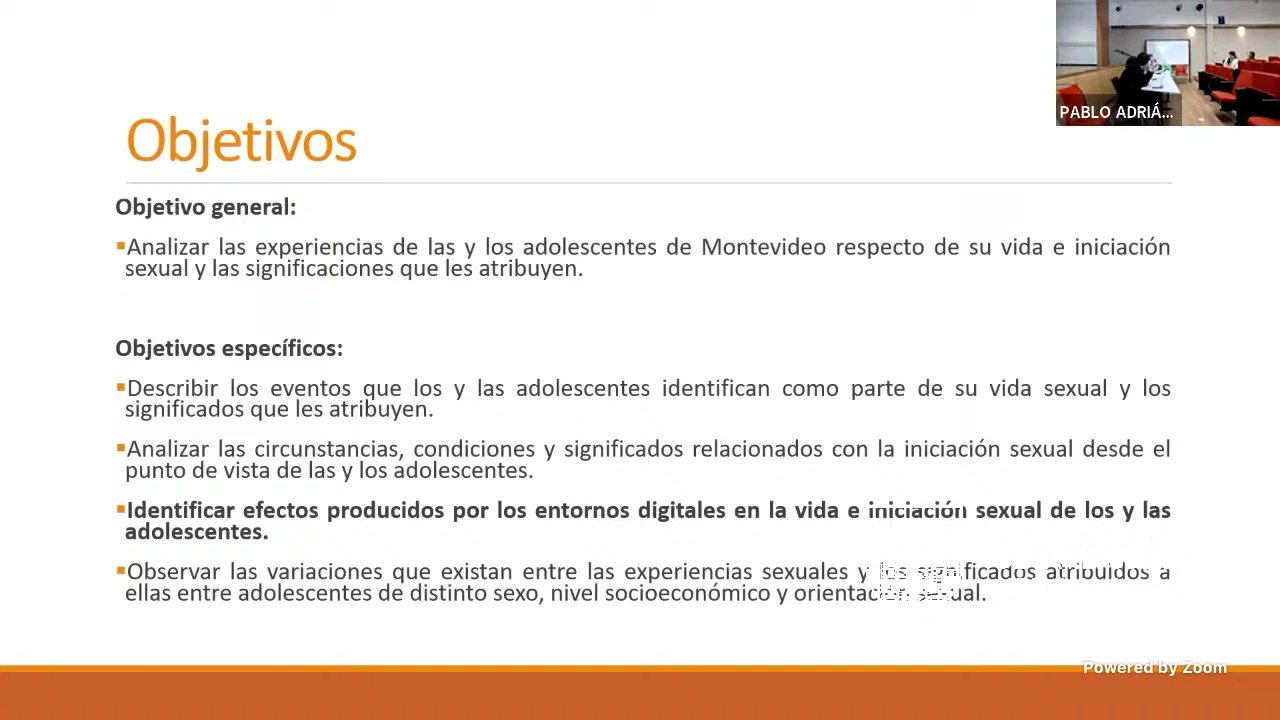 PABLO ADRIÁ...
Objetivos
Objetivo general:
Analizar las experiencias de las y los adolescentes de Montevideo respecto de su vida e iniciación
sexual y las significaciones que les atribuyen.
Objetivos específicos:
Describir los eventos que los y las adolescentes identifican como parte de su vida sexual y los
significados que les atribuyen.
Analizar las circunstancias, condiciones y significados relacionados con la iniciación sexual desde el
punto de vista de las y los adolescentes.
Identificar efectos producidos por los entornos digitales en la vida e iniciación sexual de los y las
adolescentes.
Observar las variaciones que existan entre las experiencias sexuales y significados atribuidos a
ellas entre adolescentes de distinto sexo, nivel socioeconómico y
Powered by Zoom